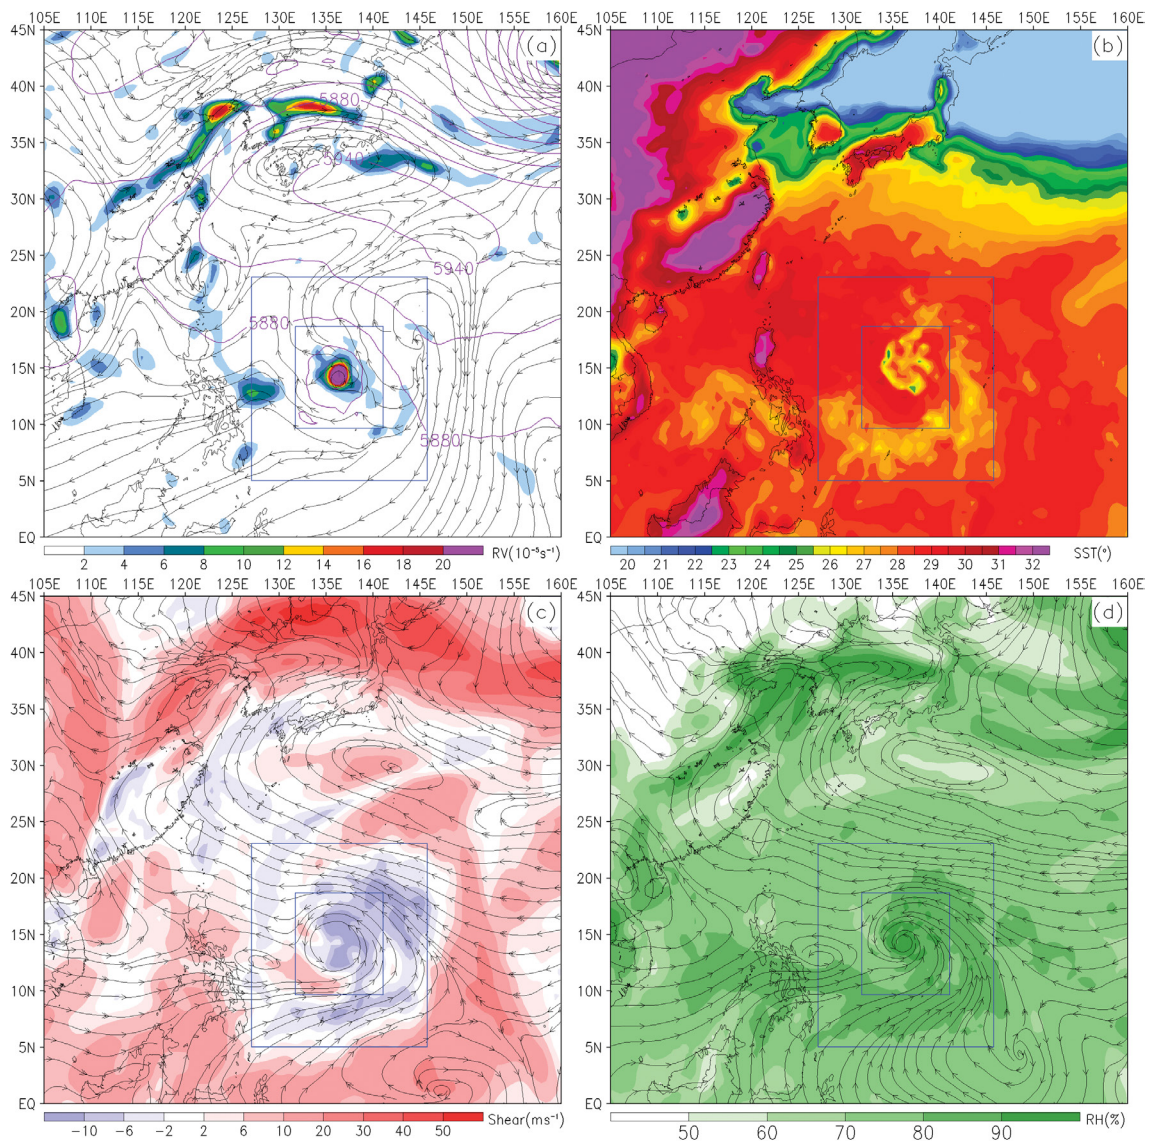 105E 110E 115E 120E 125E 130E 135E 140E 145E 150E 155E 160E
(a)
45N
40N
35N
30N
25N
20N
15N
10N
5N
EQ
5880
5940
5940
5880
5880
2 4 6 8 10 12 14 16 18 20 RV(10⁻⁵s⁻¹)
105E 110E 115E 120E 125E 130E 135E 140E 145E 150E 155E 160E
(b)
45N
40N
35N
30N
25N
20N
15N
10N
5N
EQ
20 21 22 23 24 25 26 27 28 29 30 31 32 SST(°)
105E 110E 115E 120E 125E 130E 135E 140E 145E 150E 155E 160E
(c)
45N
40N
35N
30N
25N
20N
15N
10N
5N
EQ
−10 −6 −2 2 6 10 20 30 40 50 Shear(ms⁻¹)
105E 110E 115E 120E 125E 130E 135E 140E 145E 150E 155E 160E
(d)
45N
40N
35N
30N
25N
20N
15N
10N
5N
EQ
50 60 70 80 90 RH(%)